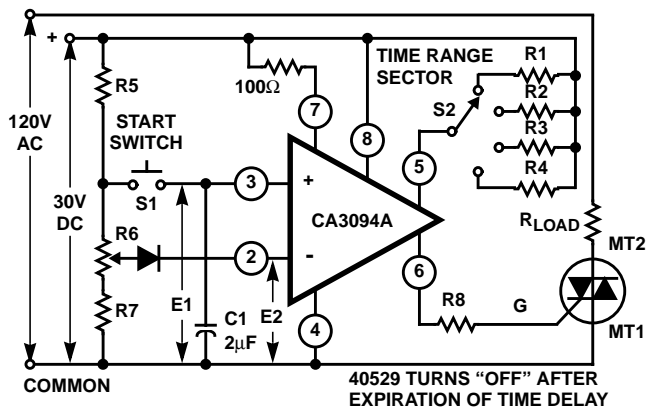 +
120V
AC
30V
DC
R5
START
SWITCH
S1
R6
R7
E1
C1
2μF
E2
100Ω
7
8
3
2
4
+
-
CA3094A
5
6
TIME RANGE
SECTOR
S2
R1
R2
R3
R4
RLOAD
MT2
MT1
R8
G
COMMON
40529 TURNS “OFF” AFTER
EXPIRATION OF TIME DELAY